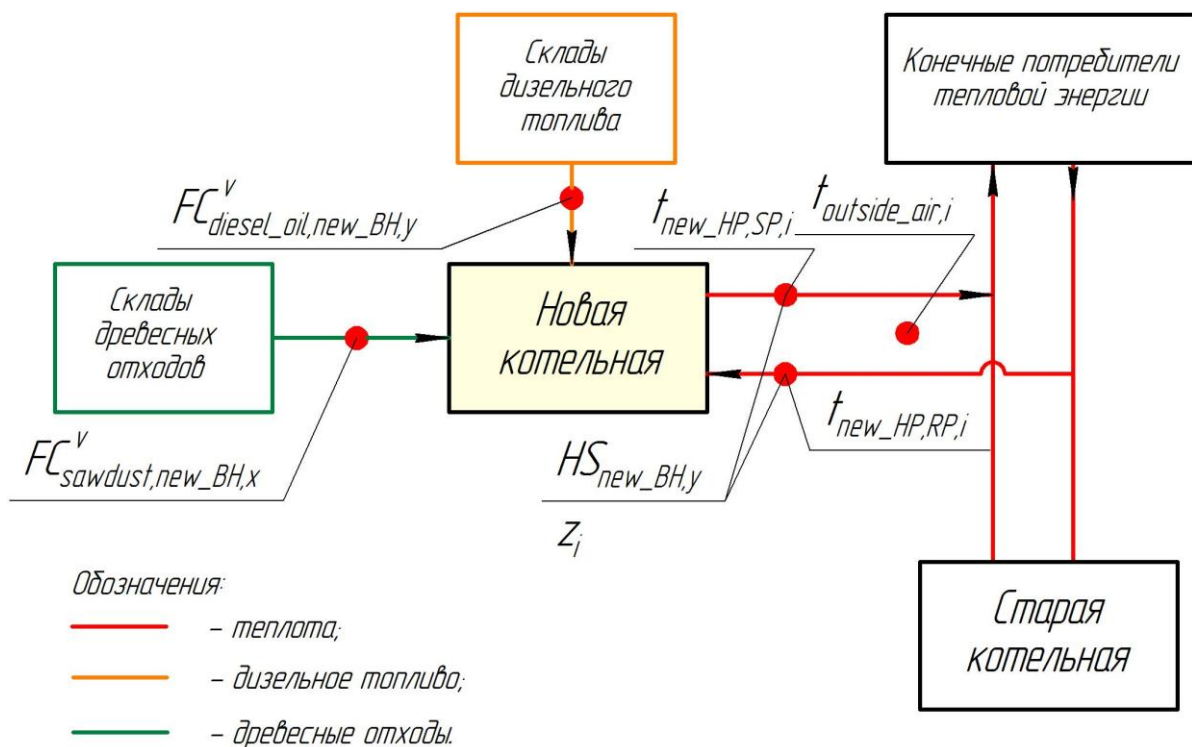 Склады
дизельного
топлива
Конечные потребители
тепловой энергии
FC^v_diesel_oil,new_BH,y
t_new_HP,SP,i
t_outside_air,i
Склады
древесных
отходов
Новая
котельная
FC^v_sawdust,new_BH,x
HS_new_BH,y
t_new_HP,RP,i
z_i
Обозначения:
– теплота;
– дизельное топливо;
– древесные отходы.
Старая
котельная